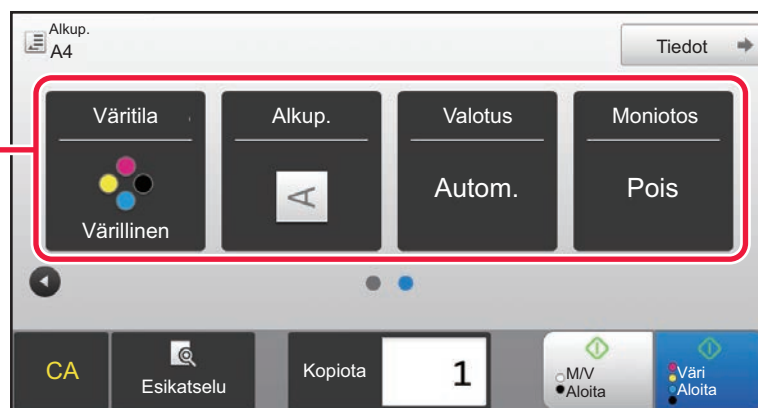 Alkup.
A4
Tiedot
Väritila
Alkup.
Valotus
Moniotos
A
Autom.
Pois
Värillinen
CA
Esikatselu
Kopiota
1
M/V
Aloita
Väri
Aloita